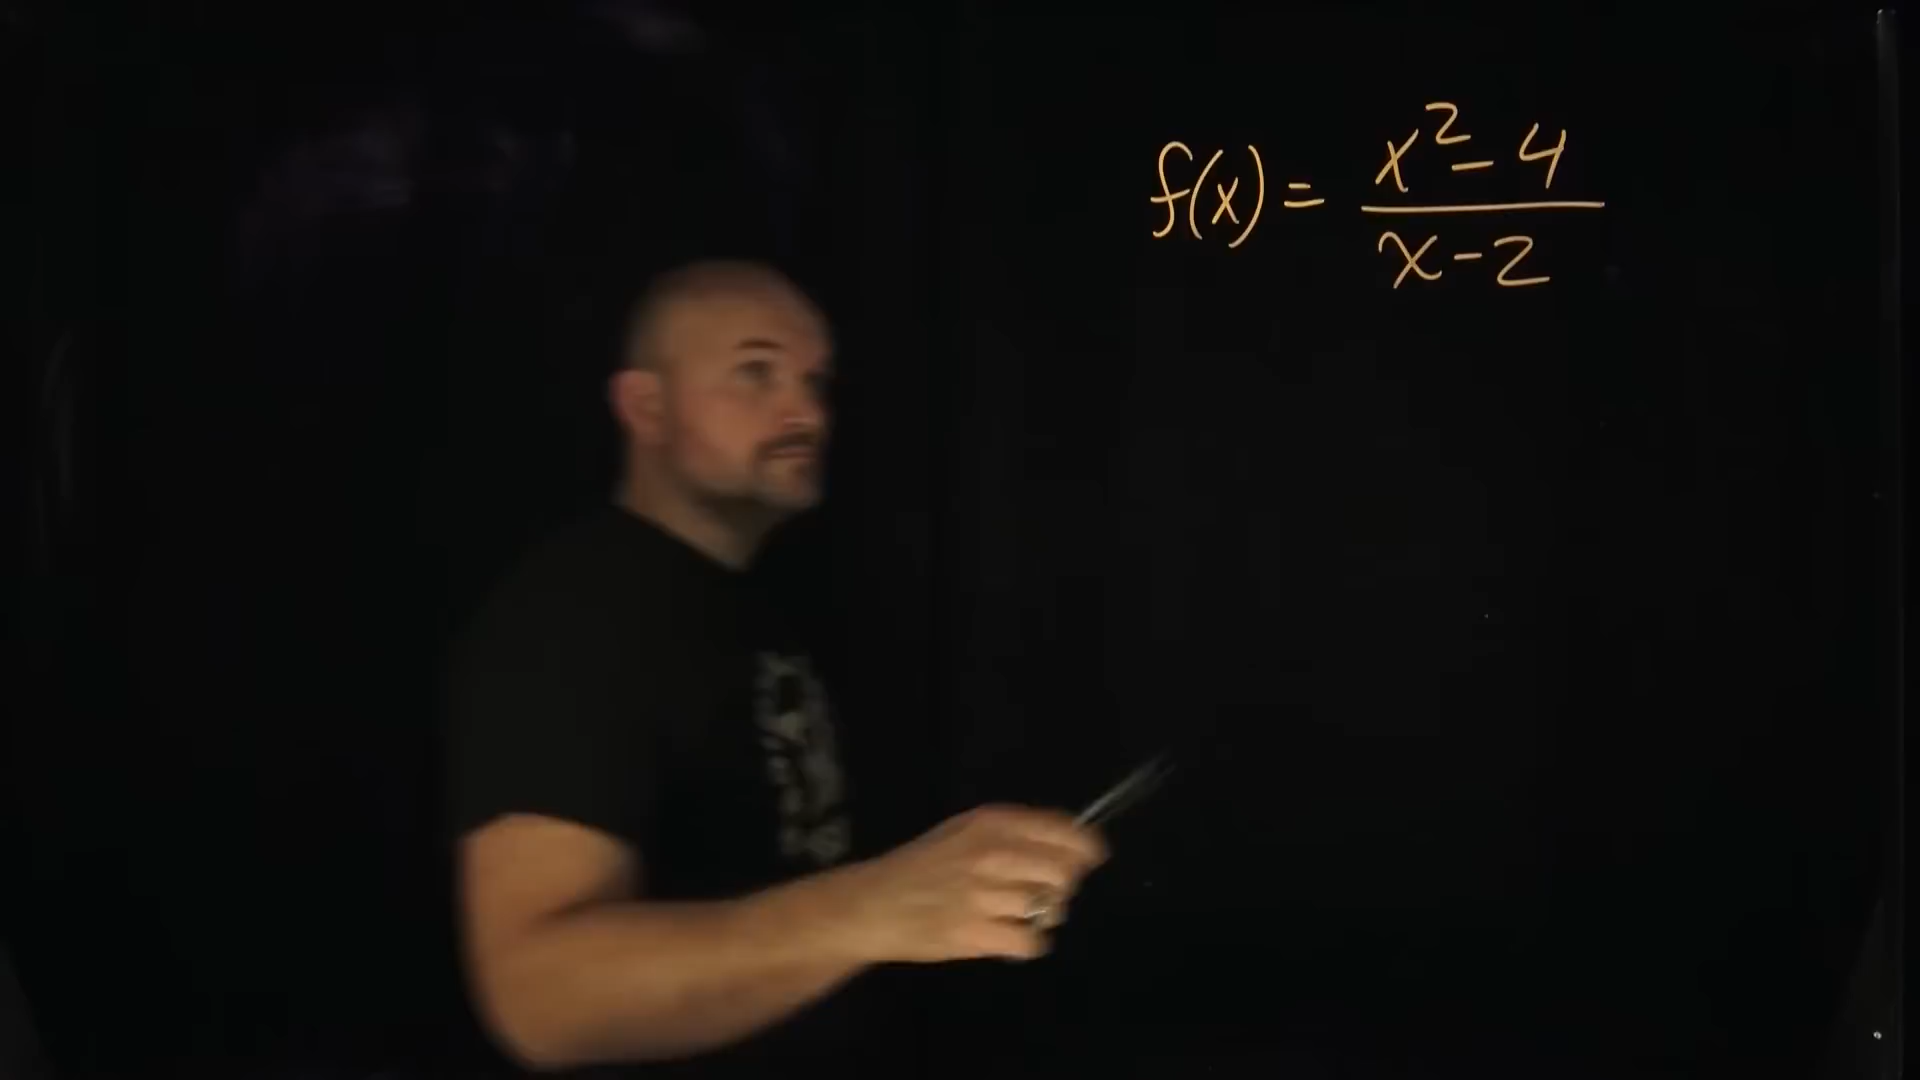 f(x) = x² - 4 / x - 2